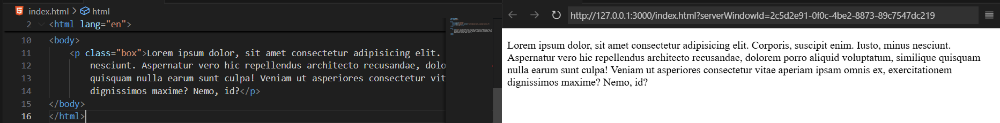 index.html > html
2 <html lang="en">
10 <body>
11 <p class="box">Lorem ipsum dolor, sit amet consectetur adipisicing elit.
12 nesciunt. Aspernatur vero hic repellendus architecto recusandae, dolo
13 quisquam nulla earum sunt culpa! Veniam ut asperiores consectetur vit
14 dignissimos maxime? Nemo, id?</p>
15 </body>
16 </html>
http://127.0.0.1:3000/index.html?serverWindowId=2c5d2e91-0f0c-4be2-8873-89c7547dc219
Lorem ipsum dolor, sit amet consectetur adipisicing elit. Corporis, suscipit enim. Iusto, minus nesciunt.
Aspernatur vero hic repellendus architecto recusandae, dolorem porro aliquid voluptatum, similique quisquam
nulla earum sunt culpa! Veniam ut asperiores consectetur vitae aperiam ipsam omnis ex, exercitationem
dignissimos maxime? Nemo, id?